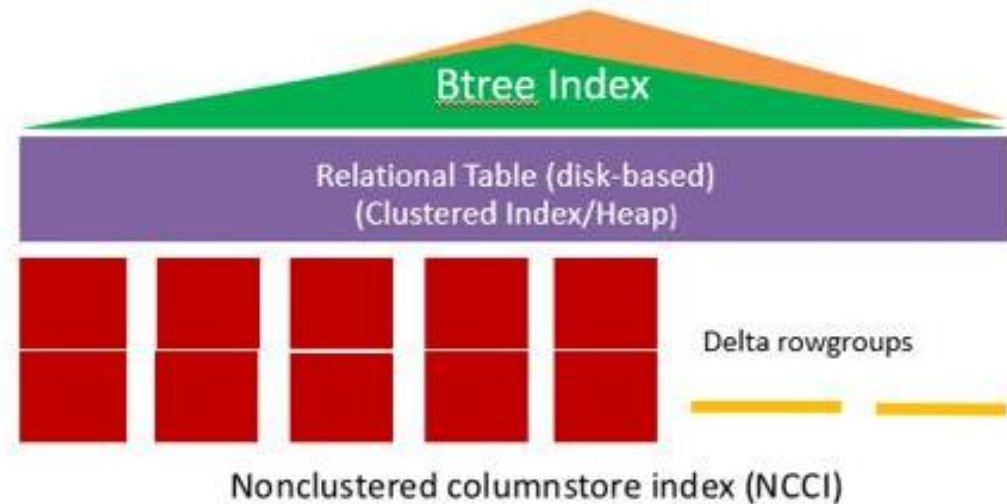 Btree Index
Relational Table (disk-based)
(Clustered Index/Heap)
Delta rowgroups
Nonclustered columnstore index (NCCI)